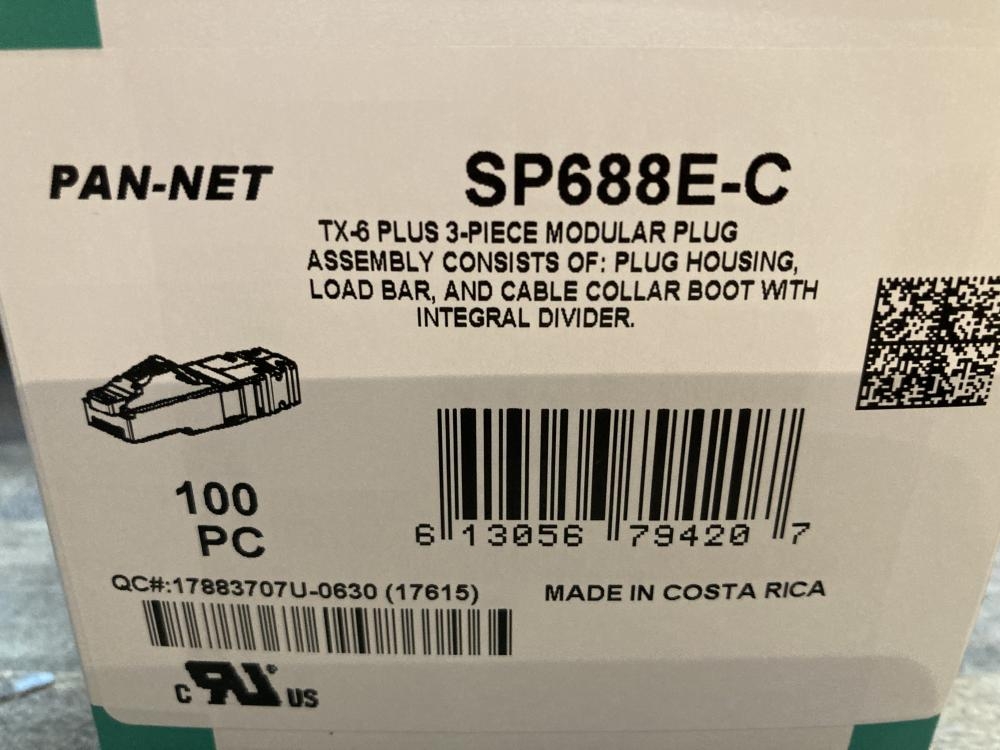 PAN-NET
SP688E-C
TX-6 PLUS 3-PIECE MODULAR PLUG
ASSEMBLY CONSISTS OF: PLUG HOUSING,
LOAD BAR, AND CABLE COLLAR BOOT WITH
INTEGRAL DIVIDER.
100
PC
6 13056 79420 7
QC#:17883707U-0630 (17615)
MADE IN COSTA RICA
C RU® US